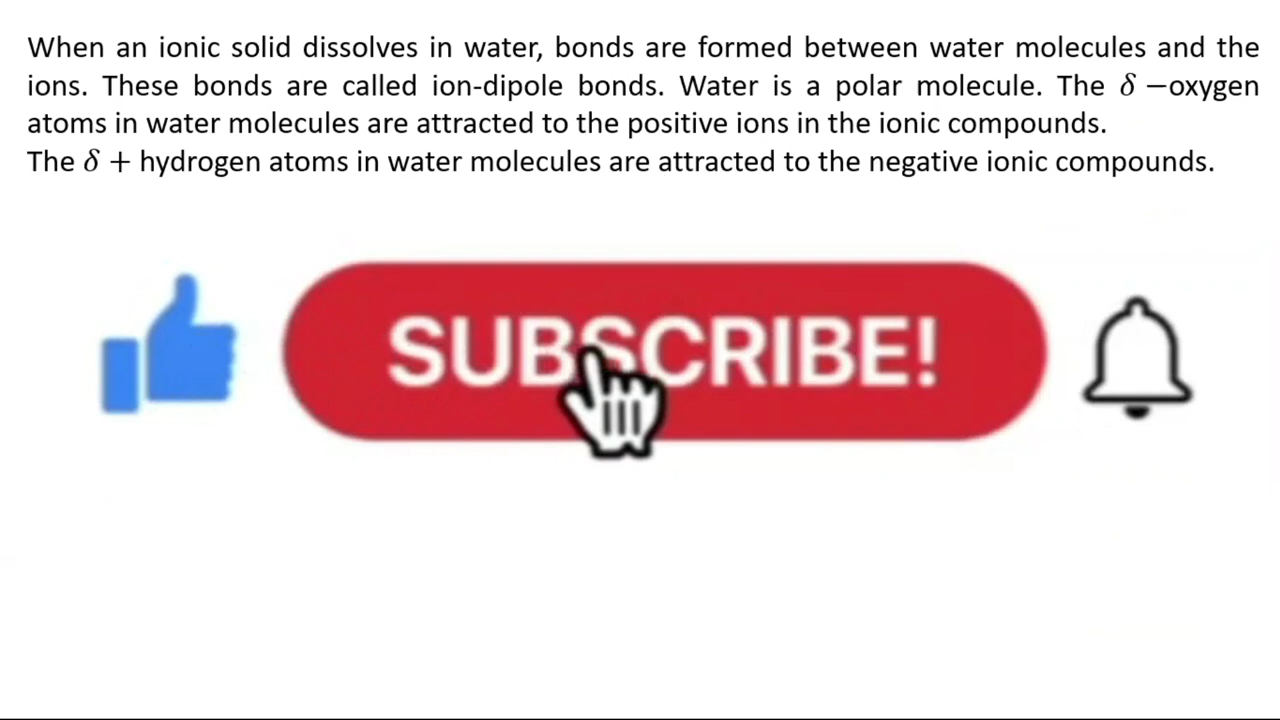 When an ionic solid dissolves in water, bonds are formed between water molecules and the
ions. These bonds are called ion-dipole bonds. Water is a polar molecule. The δ −oxygen
atoms in water molecules are attracted to the positive ions in the ionic compounds.
The δ + hydrogen atoms in water molecules are attracted to the negative ionic compounds.
SUBSCRIBE!